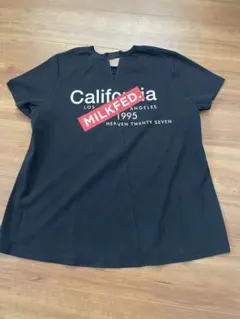 California
LOS ANGELES
MILKFED.
1995
HEAVEN TWENTY SEVEN